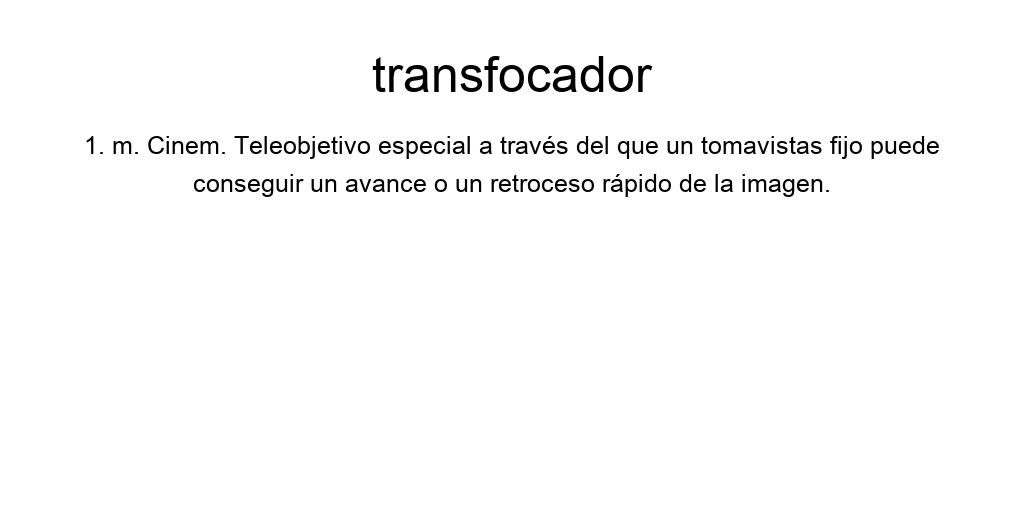 transfocador
1. m. Cinem. Teleobjetivo especial a través del que un tomavistas fijo puede
conseguir un avance o un retroceso rápido de la imagen.